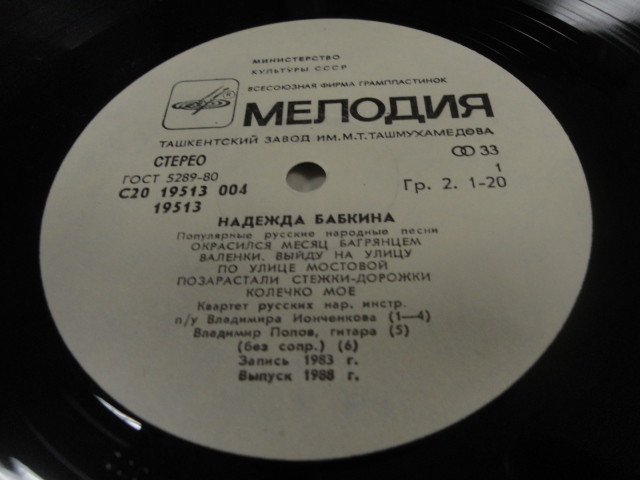 МИНИСТЕРСТВО
КУЛЬТУРЫ СССР
ВСЕСОЮЗНАЯ ФИРМА ГРАМПЛАСТИНОК
МЕЛОДИЯ
ТАШКЕНТСКИЙ ЗАВОД ИМ. М.Т. ТАШМУХАМЕДОВА
СТЕРЕО
33
ГОСТ 5289-80
1
С20 19513 004
Гр. 2. 1-20
19513
НАДЕЖДА БАБКИНА
Популярные русские народные песни
ОКРАСИЛСЯ МЕСЯЦ БАГРЯНЦЕМ
ВАЛЕНКИ. ВЫЙДУ НА УЛИЦУ
ПО УЛИЦЕ МОСТОВОЙ
ПОЗАРАСТАЛИ СТЕЖКИ-ДОРОЖКИ
КОЛЕЧКО МОЕ
Квартет русских нар. инстр.
п/у Владимира Ионченкова (1—4)
Владимир Попов, гитара (5)
(без сопр.) (6)
Запись 1983 г.
Выпуск 1988 г.